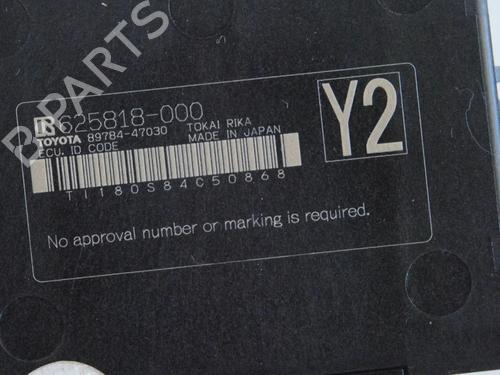 B-PARTS
R 625818-000
TOYOTA 89784-47030 TOKAI RIKA
ECU, ID CODE MADE IN JAPAN
Y2
T1180S84C50868
No approval number or marking is required.